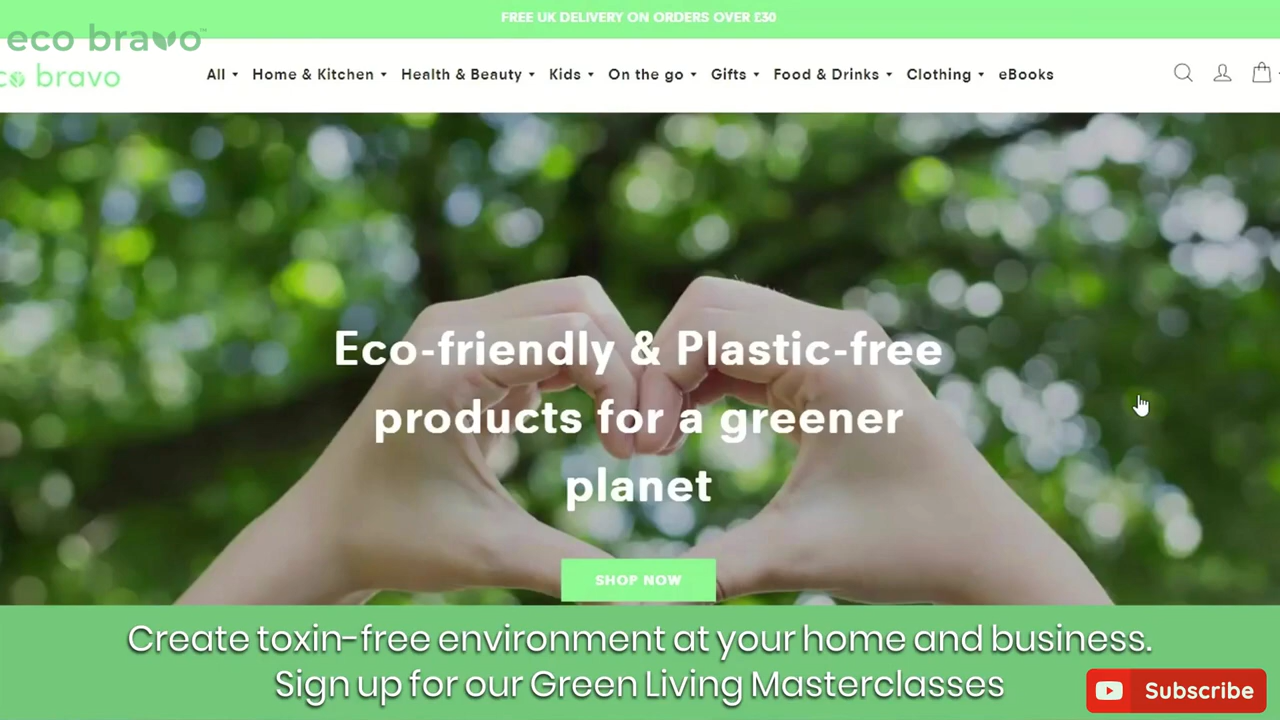 FREE UK DELIVERY ON ORDERS OVER £30
eco bravo™
co bravo
All Home & Kitchen Health & Beauty Kids On the go Gifts Food & Drinks Clothing eBooks
Eco-friendly & Plastic-free
products for a greener
planet
SHOP NOW
Create toxin-free environment at your home and business.
Sign up for our Green Living Masterclasses
Subscribe